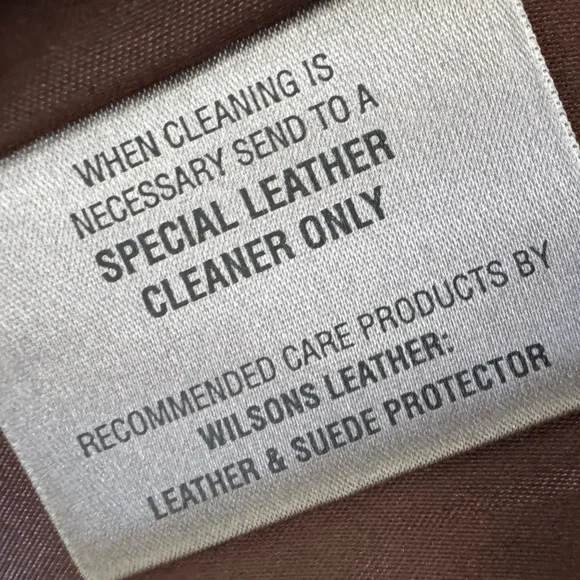 WHEN CLEANING IS
NECESSARY SEND TO A
SPECIAL LEATHER
CLEANER ONLY
RECOMMENDED CARE PRODUCTS BY
WILSONS LEATHER:
LEATHER & SUEDE PROTECTOR